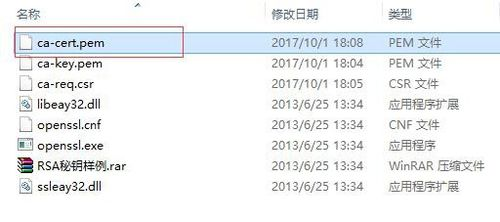 名称 修改日期 类型
ca-cert.pem 2017/10/1 18:08 PEM 文件
ca-key.pem 2017/10/1 18:04 PEM 文件
ca-req.csr 2017/10/1 18:05 CSR 文件
libeay32.dll 2013/6/25 13:34 应用程序扩展
openssl.cnf 2013/6/25 13:34 CNF 文件
openssl.exe 2013/6/25 13:34 应用程序
RSA秘钥样例.rar 2013/6/25 13:34 WinRAR 压缩文件
ssleay32.dll 2013/6/25 13:34 应用程序扩展